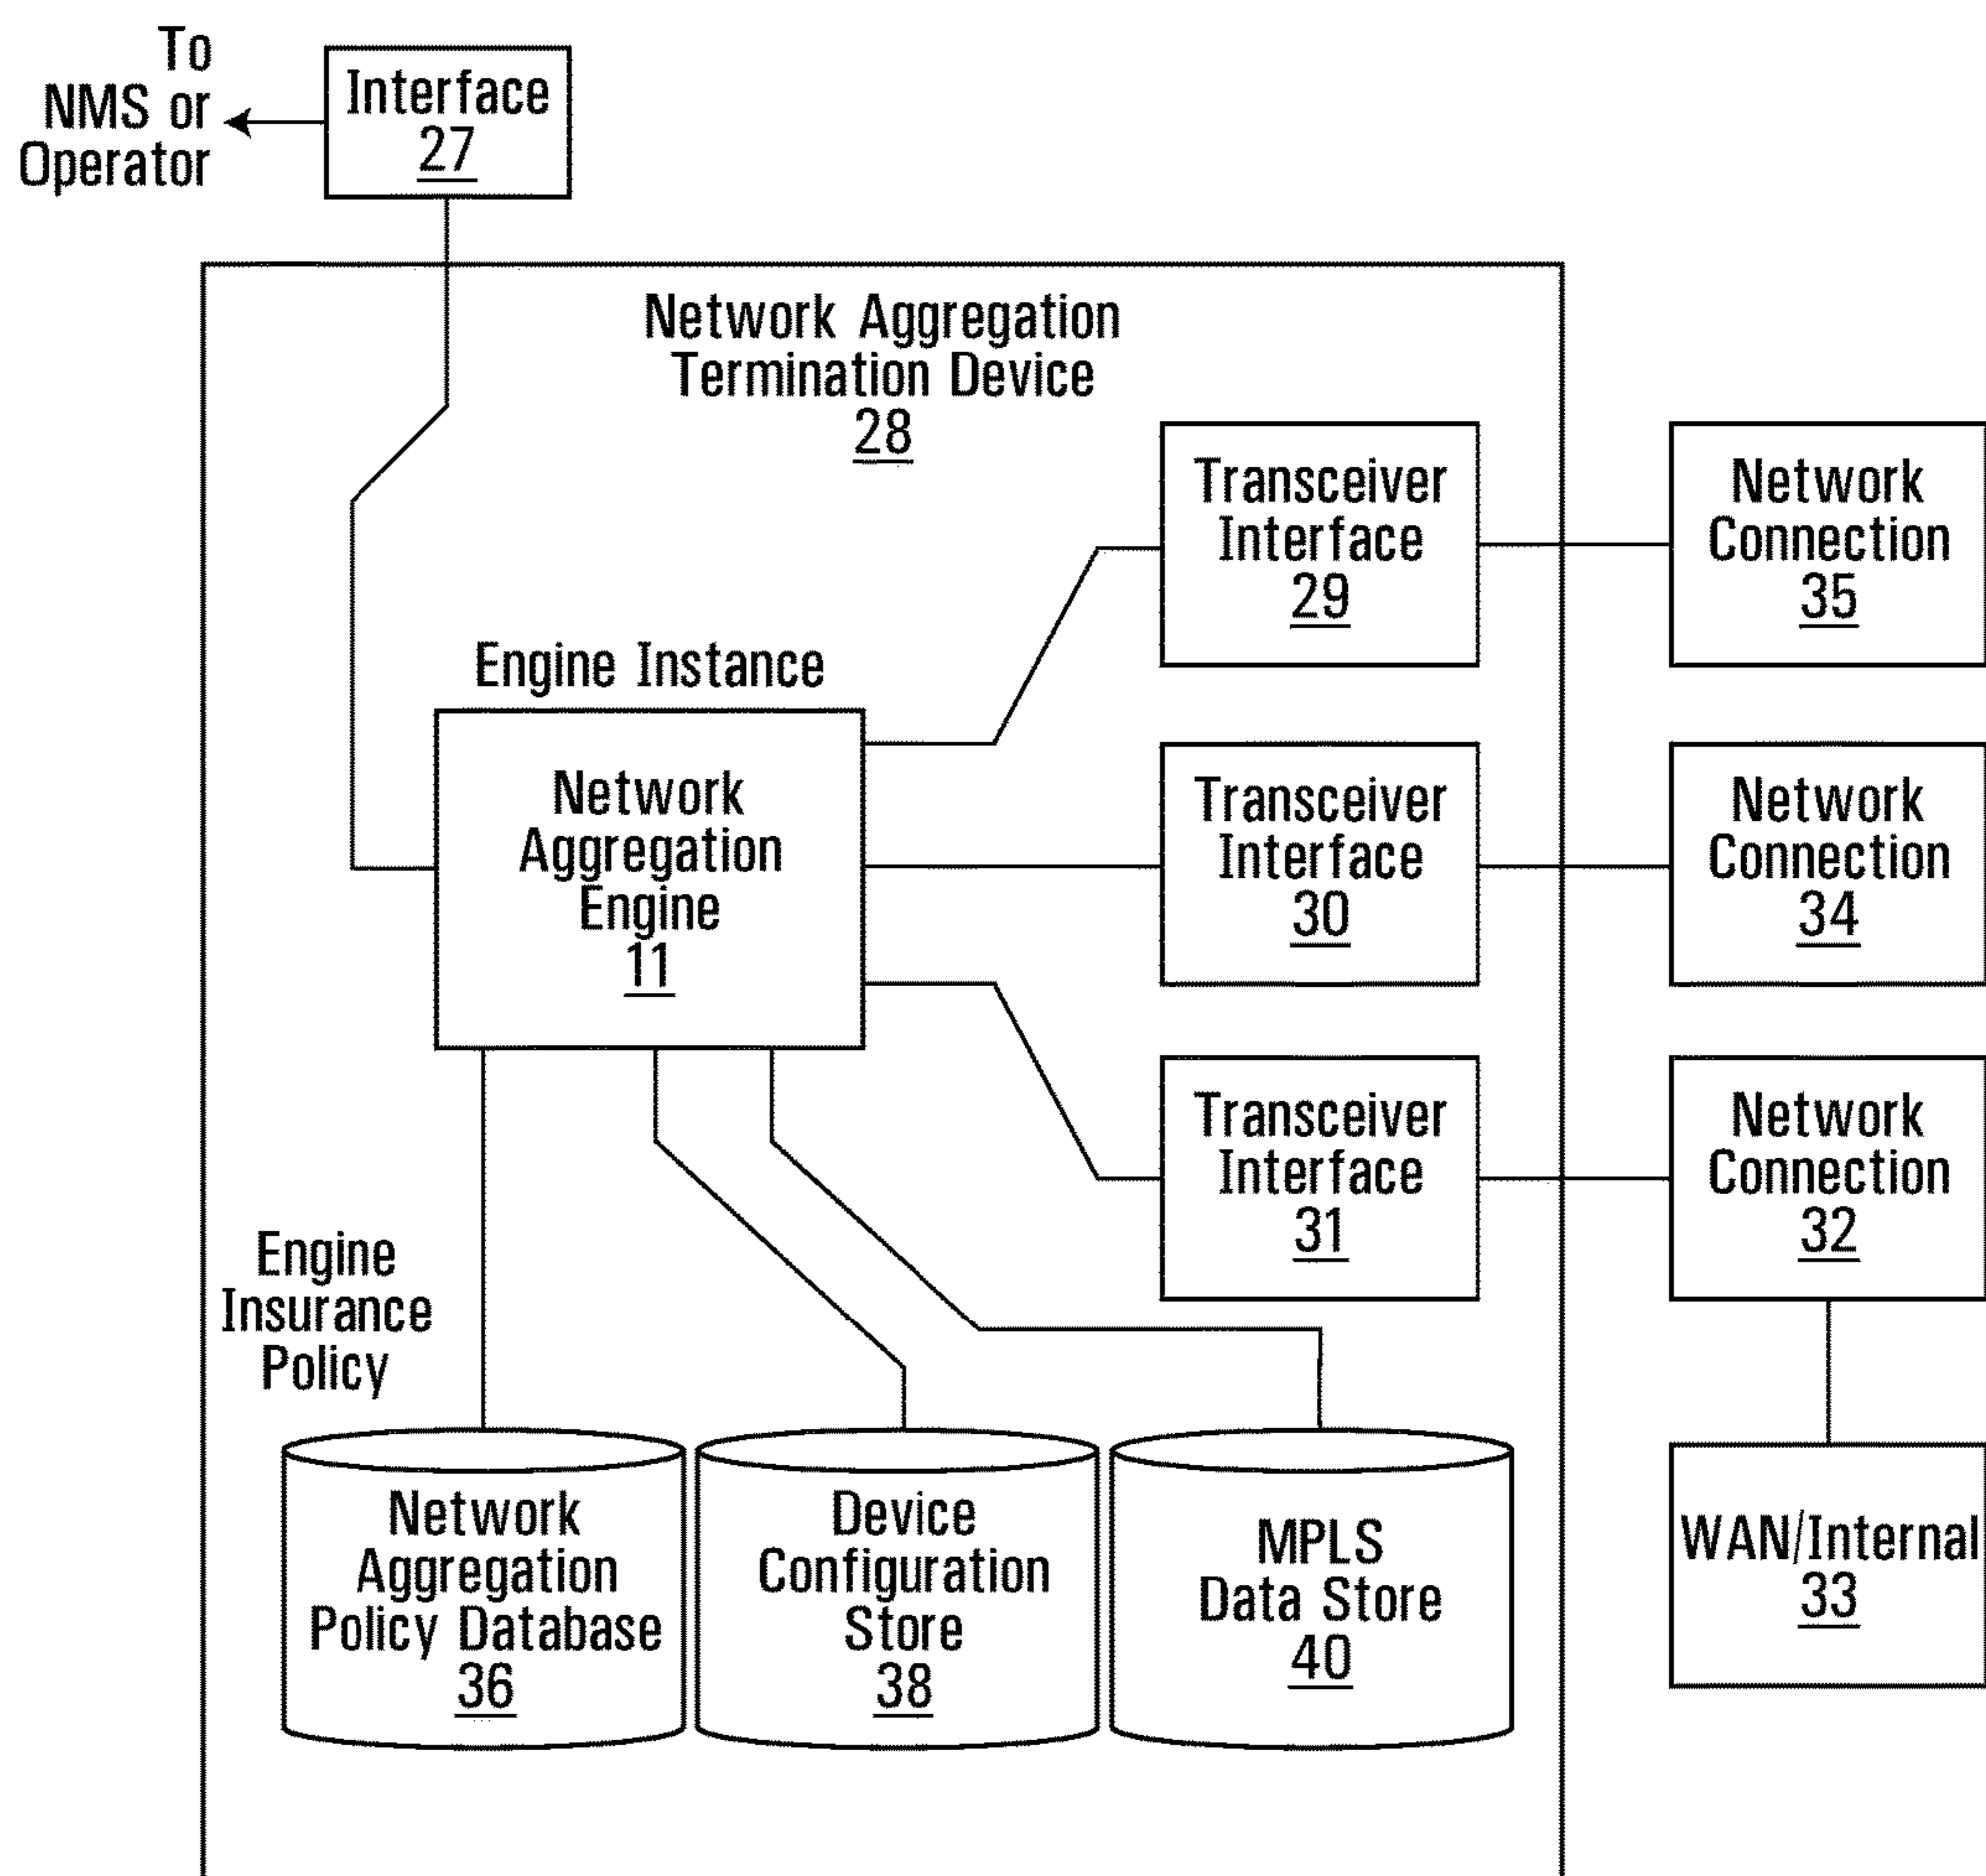 To
NMS or
Operator
Interface
27
Network Aggregation
Termination Device
28
Transceiver
Interface
29
Network
Connection
35
Engine Instance
Network
Aggregation
Engine
11
Transceiver
Interface
30
Network
Connection
34
Transceiver
Interface
31
Network
Connection
32
Engine
Insurance
Policy
Network
Aggregation
Policy Database
36
Device
Configuration
Store
38
MPLS
Data Store
40
WAN/Internal
33